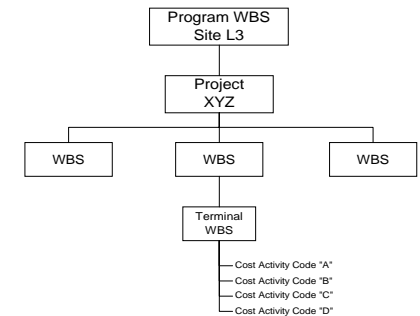 Program WBS
Site L3
Project
XYZ
WBS
WBS
WBS
Terminal
WBS
Cost Activity Code "A"
Cost Activity Code "B"
Cost Activity Code "C"
Cost Activity Code "D"